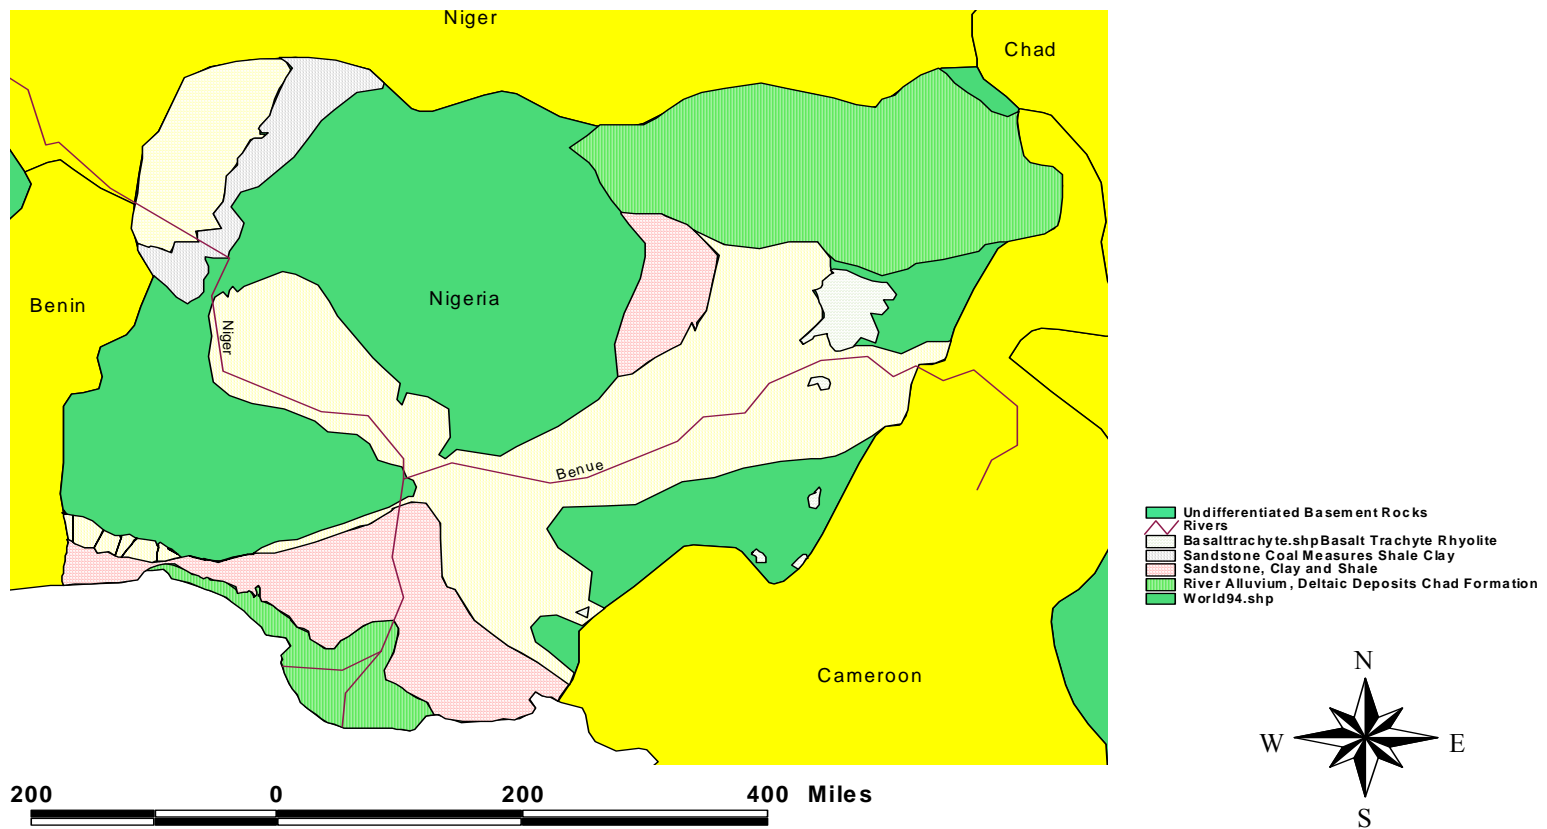 Niger
Chad
Benin
Nigeria
Niger
Benue
Cameroon
Undifferentiated Basement Rocks
Rivers
Basalttrachyte.shpBasalt Trachyte Rhyolite
Sandstone Coal Measures Shale Clay
Sandstone, Clay and Shale
River Alluvium, Deltaic Deposits Chad Formation
World94.shp
N
W E
S
200 0 200 400 Miles